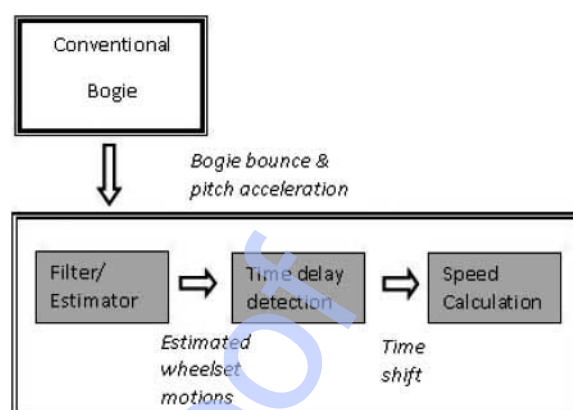 Conventional
Bogie
Bogie bounce &
pitch acceleration
Filter/
Estimator
Time delay
detection
Speed
Calculation
Estimated
wheelset
motions
Time
shift